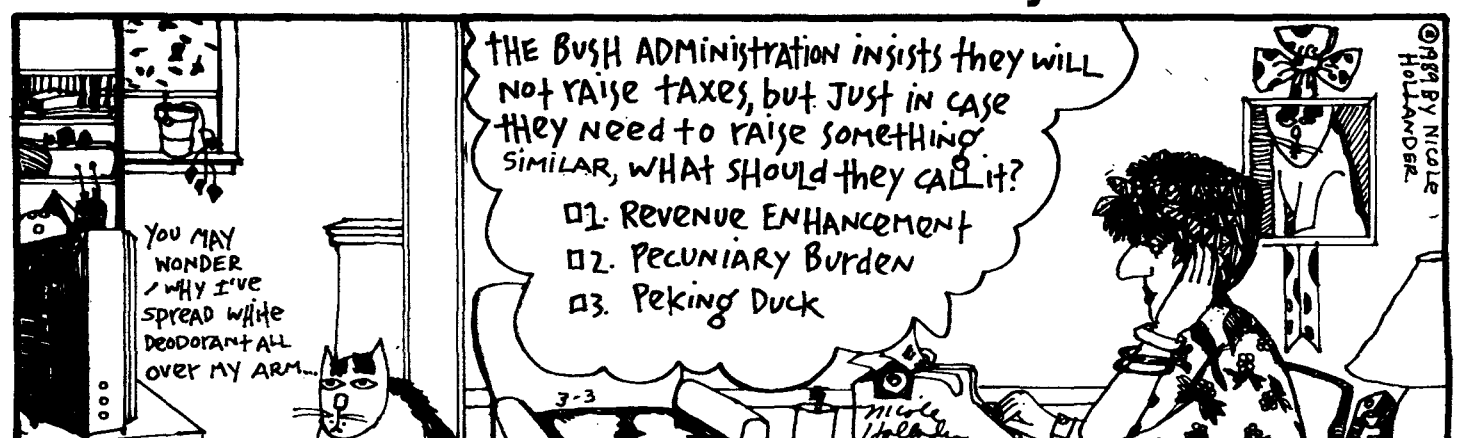 YOU MAY
WONDER
WHY I'VE
SPREAD WHITE
DEODORANT ALL
OVER MY ARM...
THE BUSH ADMINISTRATION INSISTS they WILL
NOT RAISE TAXES, but JUST IN CASE
they NEED to RAISE SOMETHING
SIMILAR, WHAT SHOULD they CALL it?
1. REVENUE ENHANCEMENT
2. PECUNIARY BURDEN
3. PEKING DUCK
3-3
Nicole
Hollander
© 1989 BY NICOLE
HOLLANDER